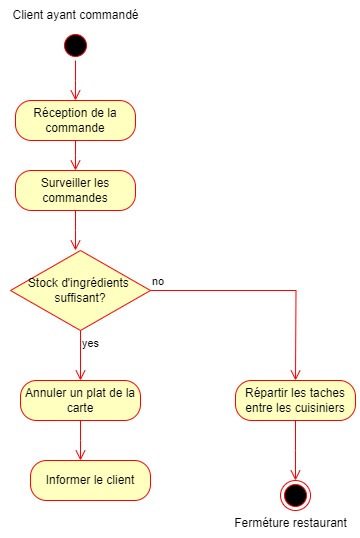 Client ayant commandé
Réception de la
commande
Surveiller les
commandes
Stock d'ingrédients
suffisant?
no
yes
Annuler un plat de la
carte
Répartir les taches
entre les cuisiniers
Informer le client
Ferméture restaurant